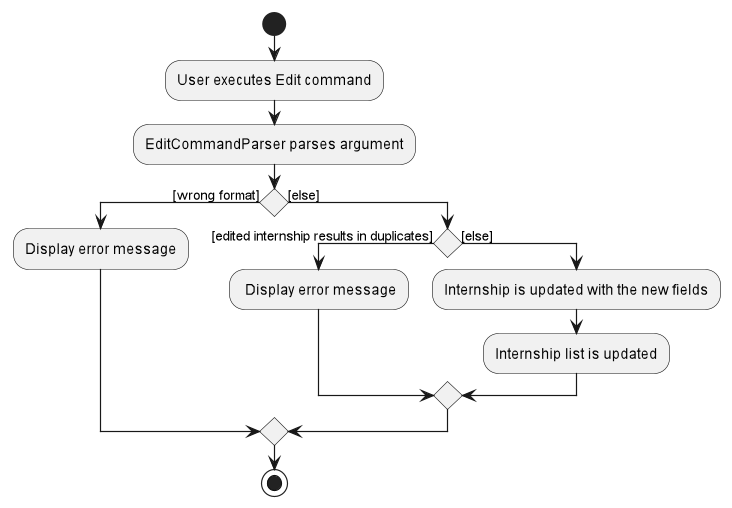 User executes Edit command
EditCommandParser parses argument
[wrong format]
[else]
Display error message
[edited internship results in duplicates]
[else]
Display error message
Internship is updated with the new fields
Internship list is updated